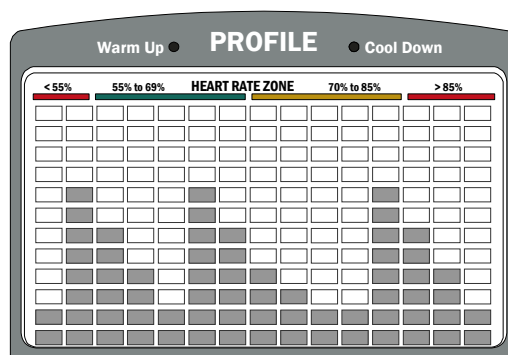 Warm Up PROFILE Cool Down
< 55% 55% to 69% HEART RATE ZONE 70% to 85% > 85%